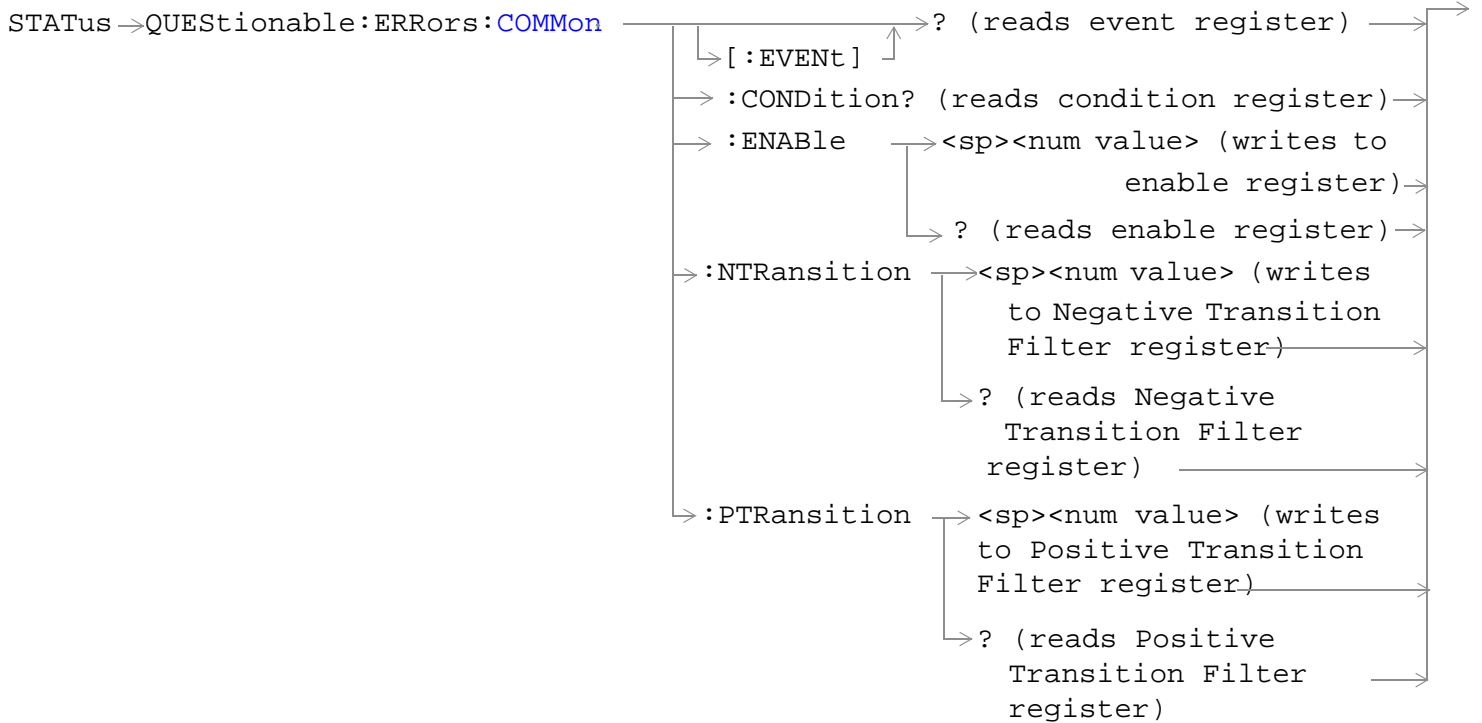 STATus QUEStionable:ERRors:COMMon ? (reads event register)
[:EVENt]
:CONDition? (reads condition register)
:ENABle <sp><num value> (writes to
enable register)
? (reads enable register)
:NTRansition <sp><num value> (writes
to Negative Transition
Filter register)
? (reads Negative
Transition Filter
register)
:PTRansition <sp><num value> (writes
to Positive Transition
Filter register)
? (reads Positive
Transition Filter
register)